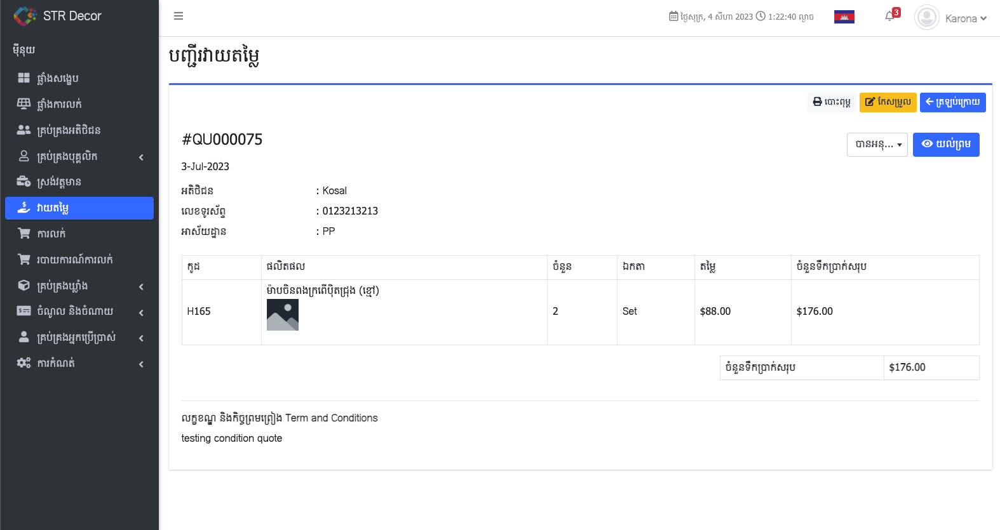 STR Decor
ថ្ងៃសុក្រ, 4 សីហា 2023 1:22:40 ល្ងាច
3
Karona
ម៉ឺនុយ
ផ្ទាំងសង្ខេប
ផ្ទាំងការលក់
គ្រប់គ្រងអតិថិជន
គ្រប់គ្រងបុគ្គលិក
ស្រង់វត្តមាន
វាយតម្លៃ
ការលក់
របាយការណ៍ការលក់
គ្រប់គ្រងឃ្លាំង
ចំណូល និងចំណាយ
គ្រប់គ្រងអ្នកប្រើប្រាស់
ការកំណត់
បញ្ជីរវាយតម្លៃ
បោះពុម្ព កែសម្រួល ត្រឡប់ក្រោយ
#QU000075
បានអនុ... យល់ព្រម
3-Jul-2023
អតិថិជន : Kosal
លេខទូរស័ព្ទ : 0123213213
អាស័យដ្ឋាន : PP
កូដ ផលិតផល ចំនួន ឯកតា តម្លៃ ចំនួនទឹកប្រាក់សរុប
ម៉ាបចិនពងក្រពើប៉ិតជ្រុង (ខ្មៅ)
H165 2 Set $88.00 $176.00
ចំនួនទឹកប្រាក់សរុប $176.00
លក្ខខណ្ឌ និងកិច្ចព្រមព្រៀង Term and Conditions
testing condition quote